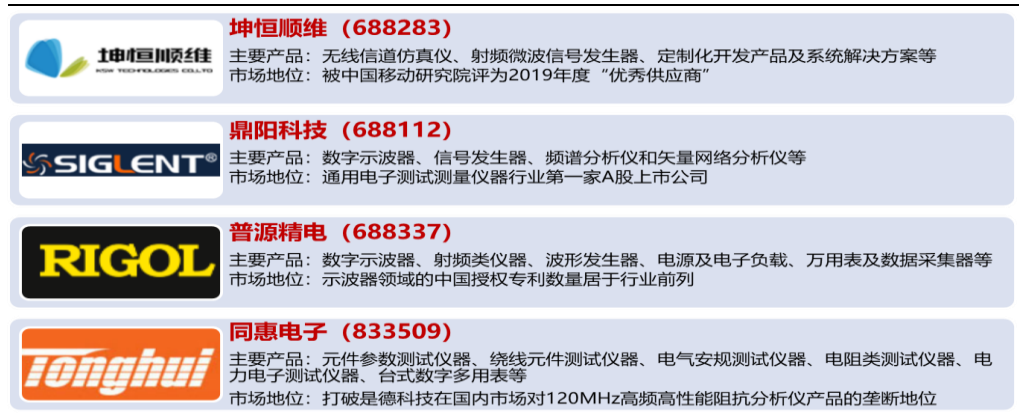 坤恒顺维
KSW TECHNOLOGIES CO.,LTD
坤恒顺维（688283）
主要产品：无线信道仿真仪、射频微波信号发生器、定制化开发产品及系统解决方案等
市场地位：被中国移动研究院评为2019年度“优秀供应商”
SIGLENT®
鼎阳科技（688112）
主要产品：数字示波器、信号发生器、频谱分析仪和矢量网络分析仪等
市场地位：通用电子测试测量仪器行业第一家A股上市公司
RIGOL
普源精电（688337）
主要产品：数字示波器、射频类仪器、波形发生器、电源及电子负载、万用表及数据采集器等
市场地位：示波器领域的中国授权专利数量居于行业前列
Tonghui
同惠电子（833509）
主要产品：元件参数测试仪器、绕线元件测试仪器、电气安规测试仪器、电阻类测试仪器、电
力电子测试仪器、台式数字多用表等
市场地位：打破是德科技在国内市场对120MHz高频高性能阻抗分析仪产品的垄断地位